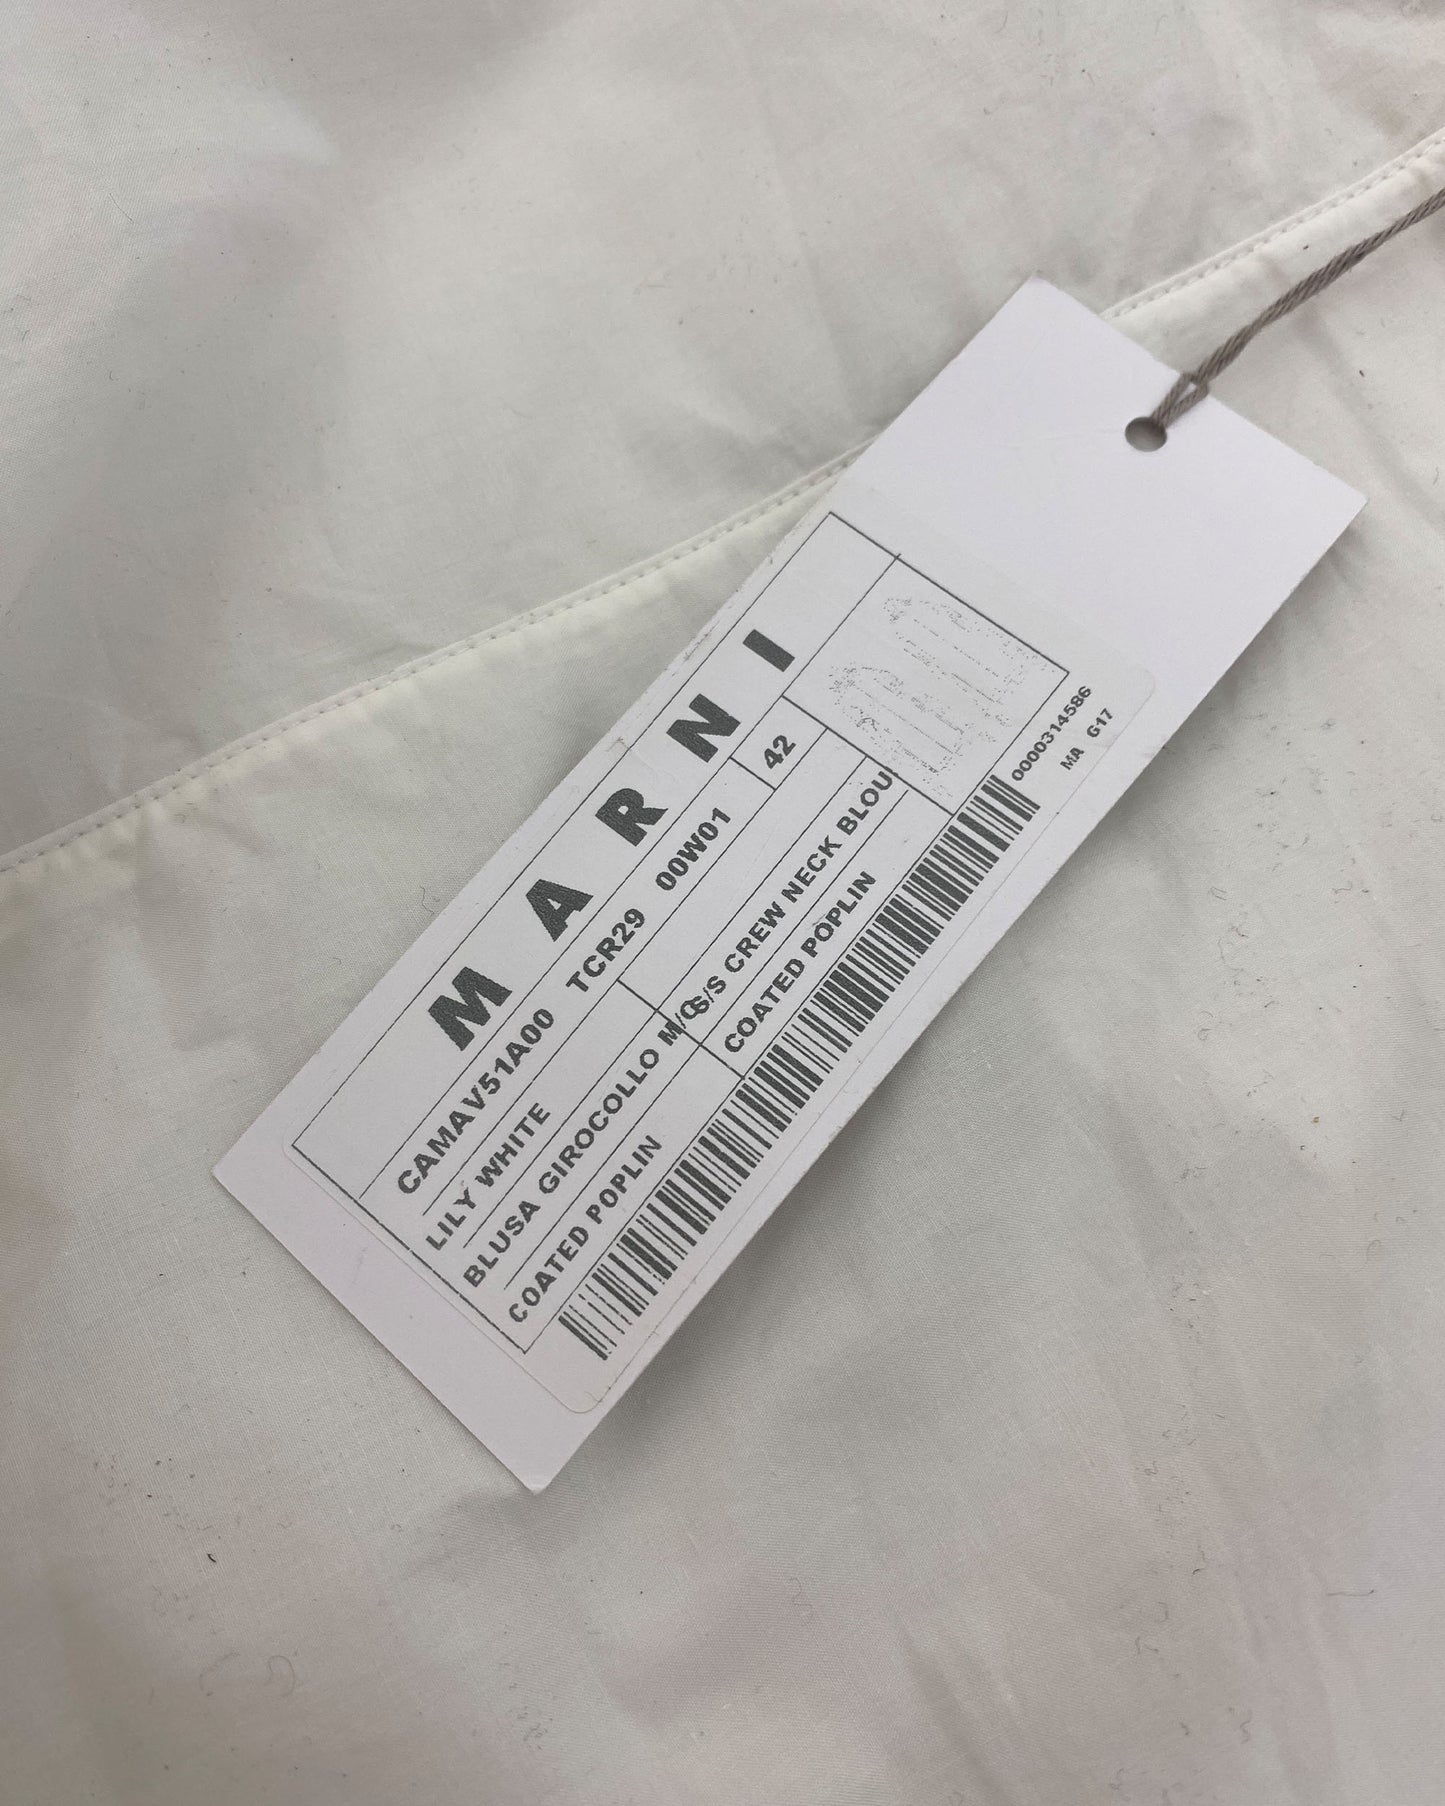 MARNI
CAMAV51A00 TCR29 00W01 42
LILY WHITE
BLUSA GIROCOLLO M/C S/S CREW NECK BLOU
COATED POPLIN COATED POPLIN
0000314586
MA G17